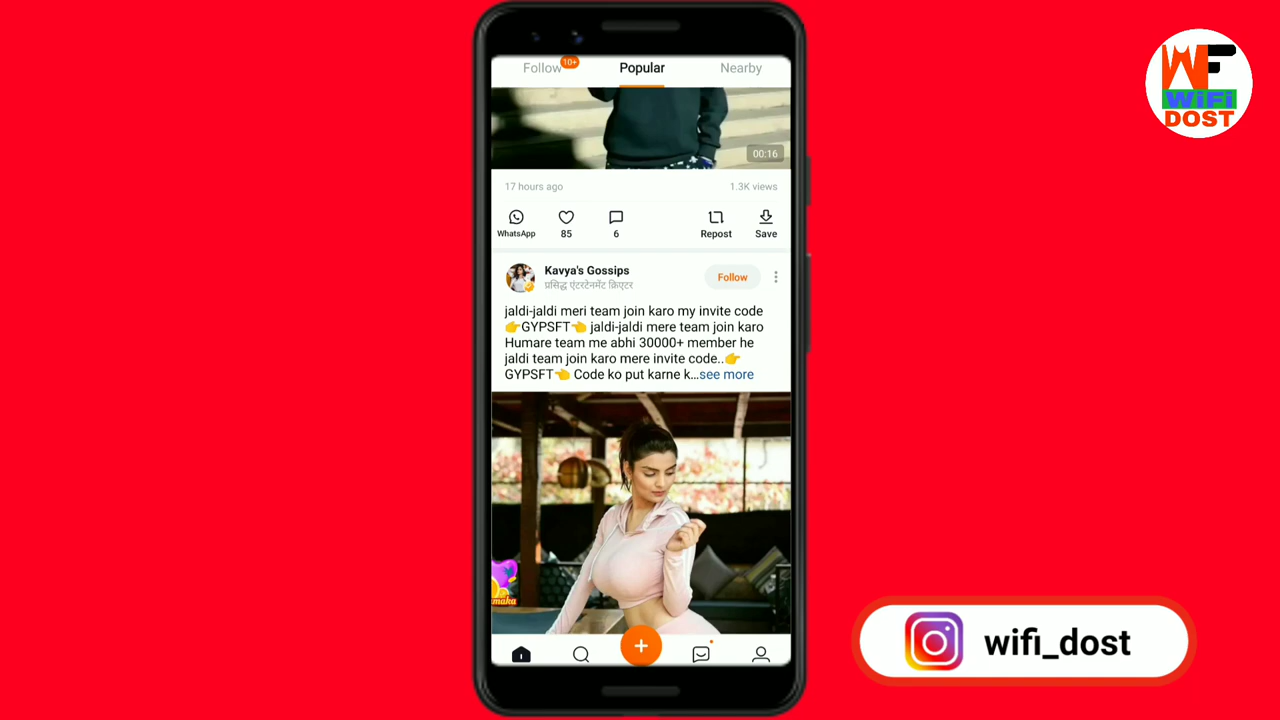 Follow 10+ Popular Nearby
00:16
17 hours ago 1.3K views
WhatsApp 85 6 Repost Save
Kavya's Gossips
प्रसिद्ध एंटरटेनमेंट क्रिएटर
Follow
jaldi-jaldi meri team join karo my invite code
👉GYPSFT👈 jaldi-jaldi mere team join karo
Humare team me abhi 30000+ member he
jaldi team join karo mere invite code..👉
GYPSFT👈 Code ko put karne k...see more
WF
WiFi
DOST
wifi_dost